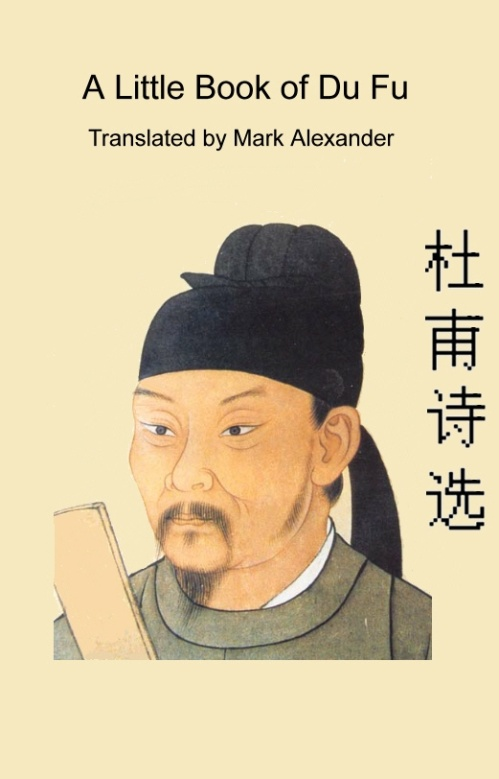 A Little Book of Du Fu
Translated by Mark Alexander
杜甫诗选